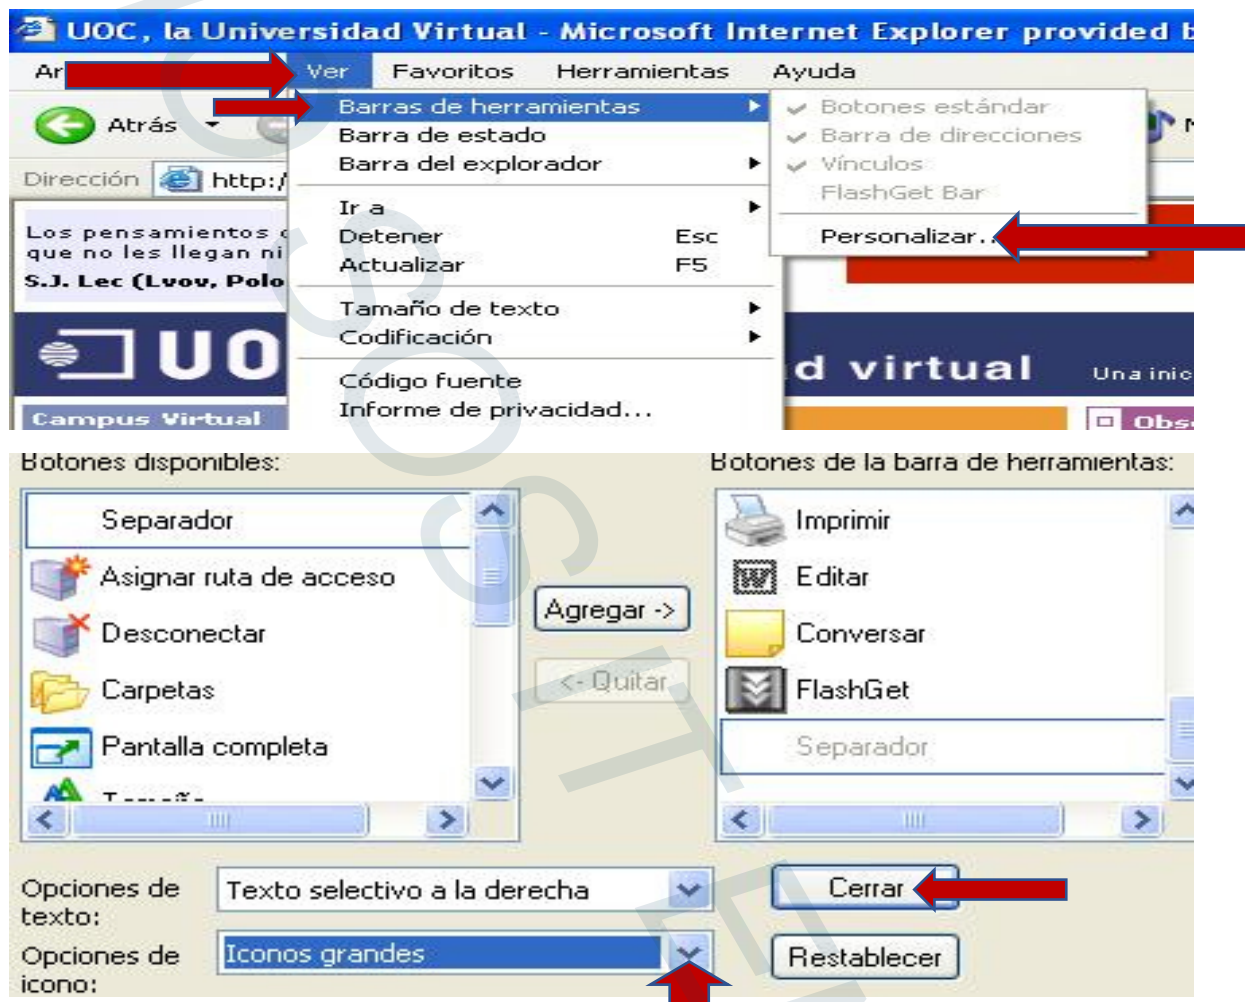 UOC, la Universidad Virtual - Microsoft Internet Explorer provided b
Ar Ver Favoritos Herramientas Ayuda
Atrás
Dirección http:/
Barras de herramientas
Barra de estado
Barra del explorador
Ir a
Detener Esc
Actualizar F5
Tamaño de texto
Codificación
Código fuente
Informe de privacidad...
Botones estándar
Barra de direcciones
Vínculos
FlashGet Bar
Personalizar..
Los pensamientos
que no les llegan ni
S.J. Lec (Lvov, Polo
UO
d virtual
Una inic
Campus Virtual
Obse
Botones disponibles:
Separador
Asignar ruta de acceso
Desconectar
Carpetas
Pantalla completa
Agregar ->
<- Quitar
Botones de la barra de herramientas:
Imprimir
Editar
Conversar
FlashGet
Separador
Opciones de
texto:
Texto selectivo a la derecha
Cerrar
Opciones de
icono:
Iconos grandes
Restablecer